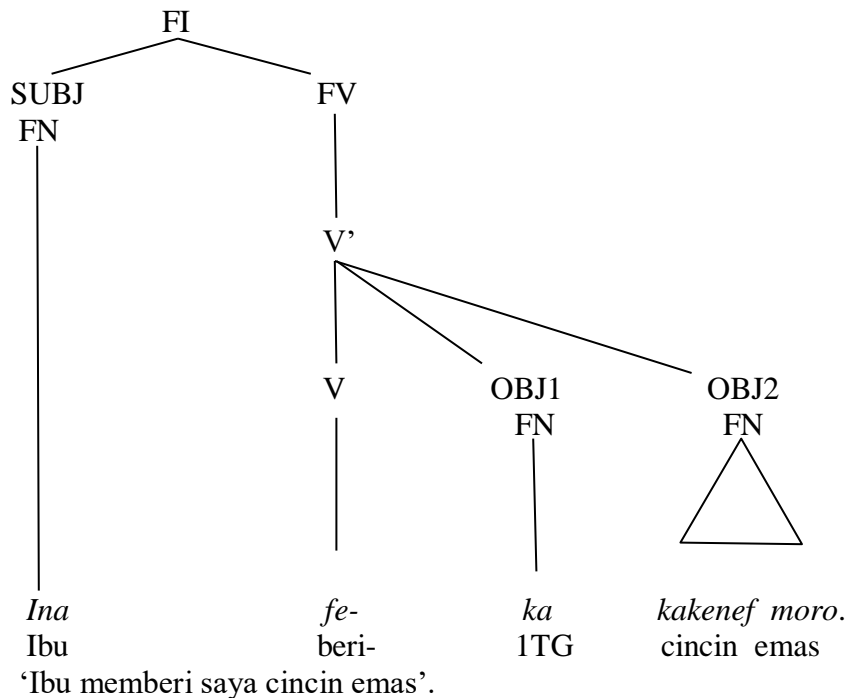 FI
SUBJ FV
FN
V’
V OBJ1 OBJ2
FN FN
Ina fe- ka kakenef moro.
Ibu beri- 1TG cincin emas
‘Ibu memberi saya cincin emas’.